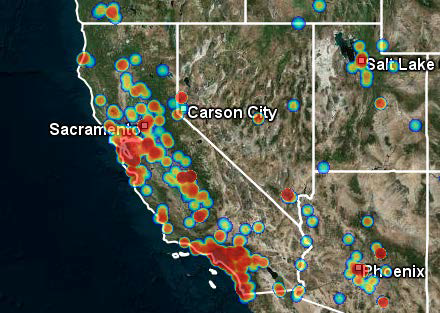 Salt Lake
Carson City
Sacramento
Phoenix